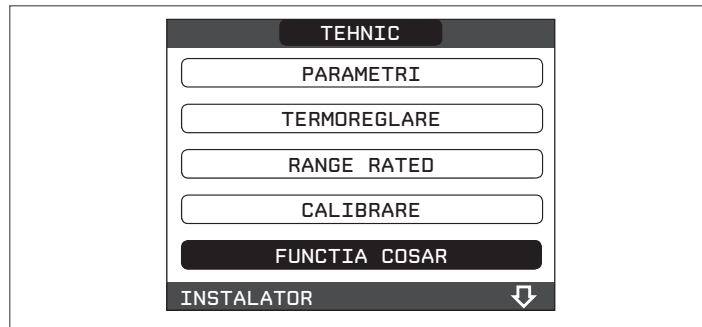 TEHNIC
PARAMETRI
TERMOREGLARE
RANGE RATED
CALIBRARE
FUNCTIA COSAR
INSTALATOR